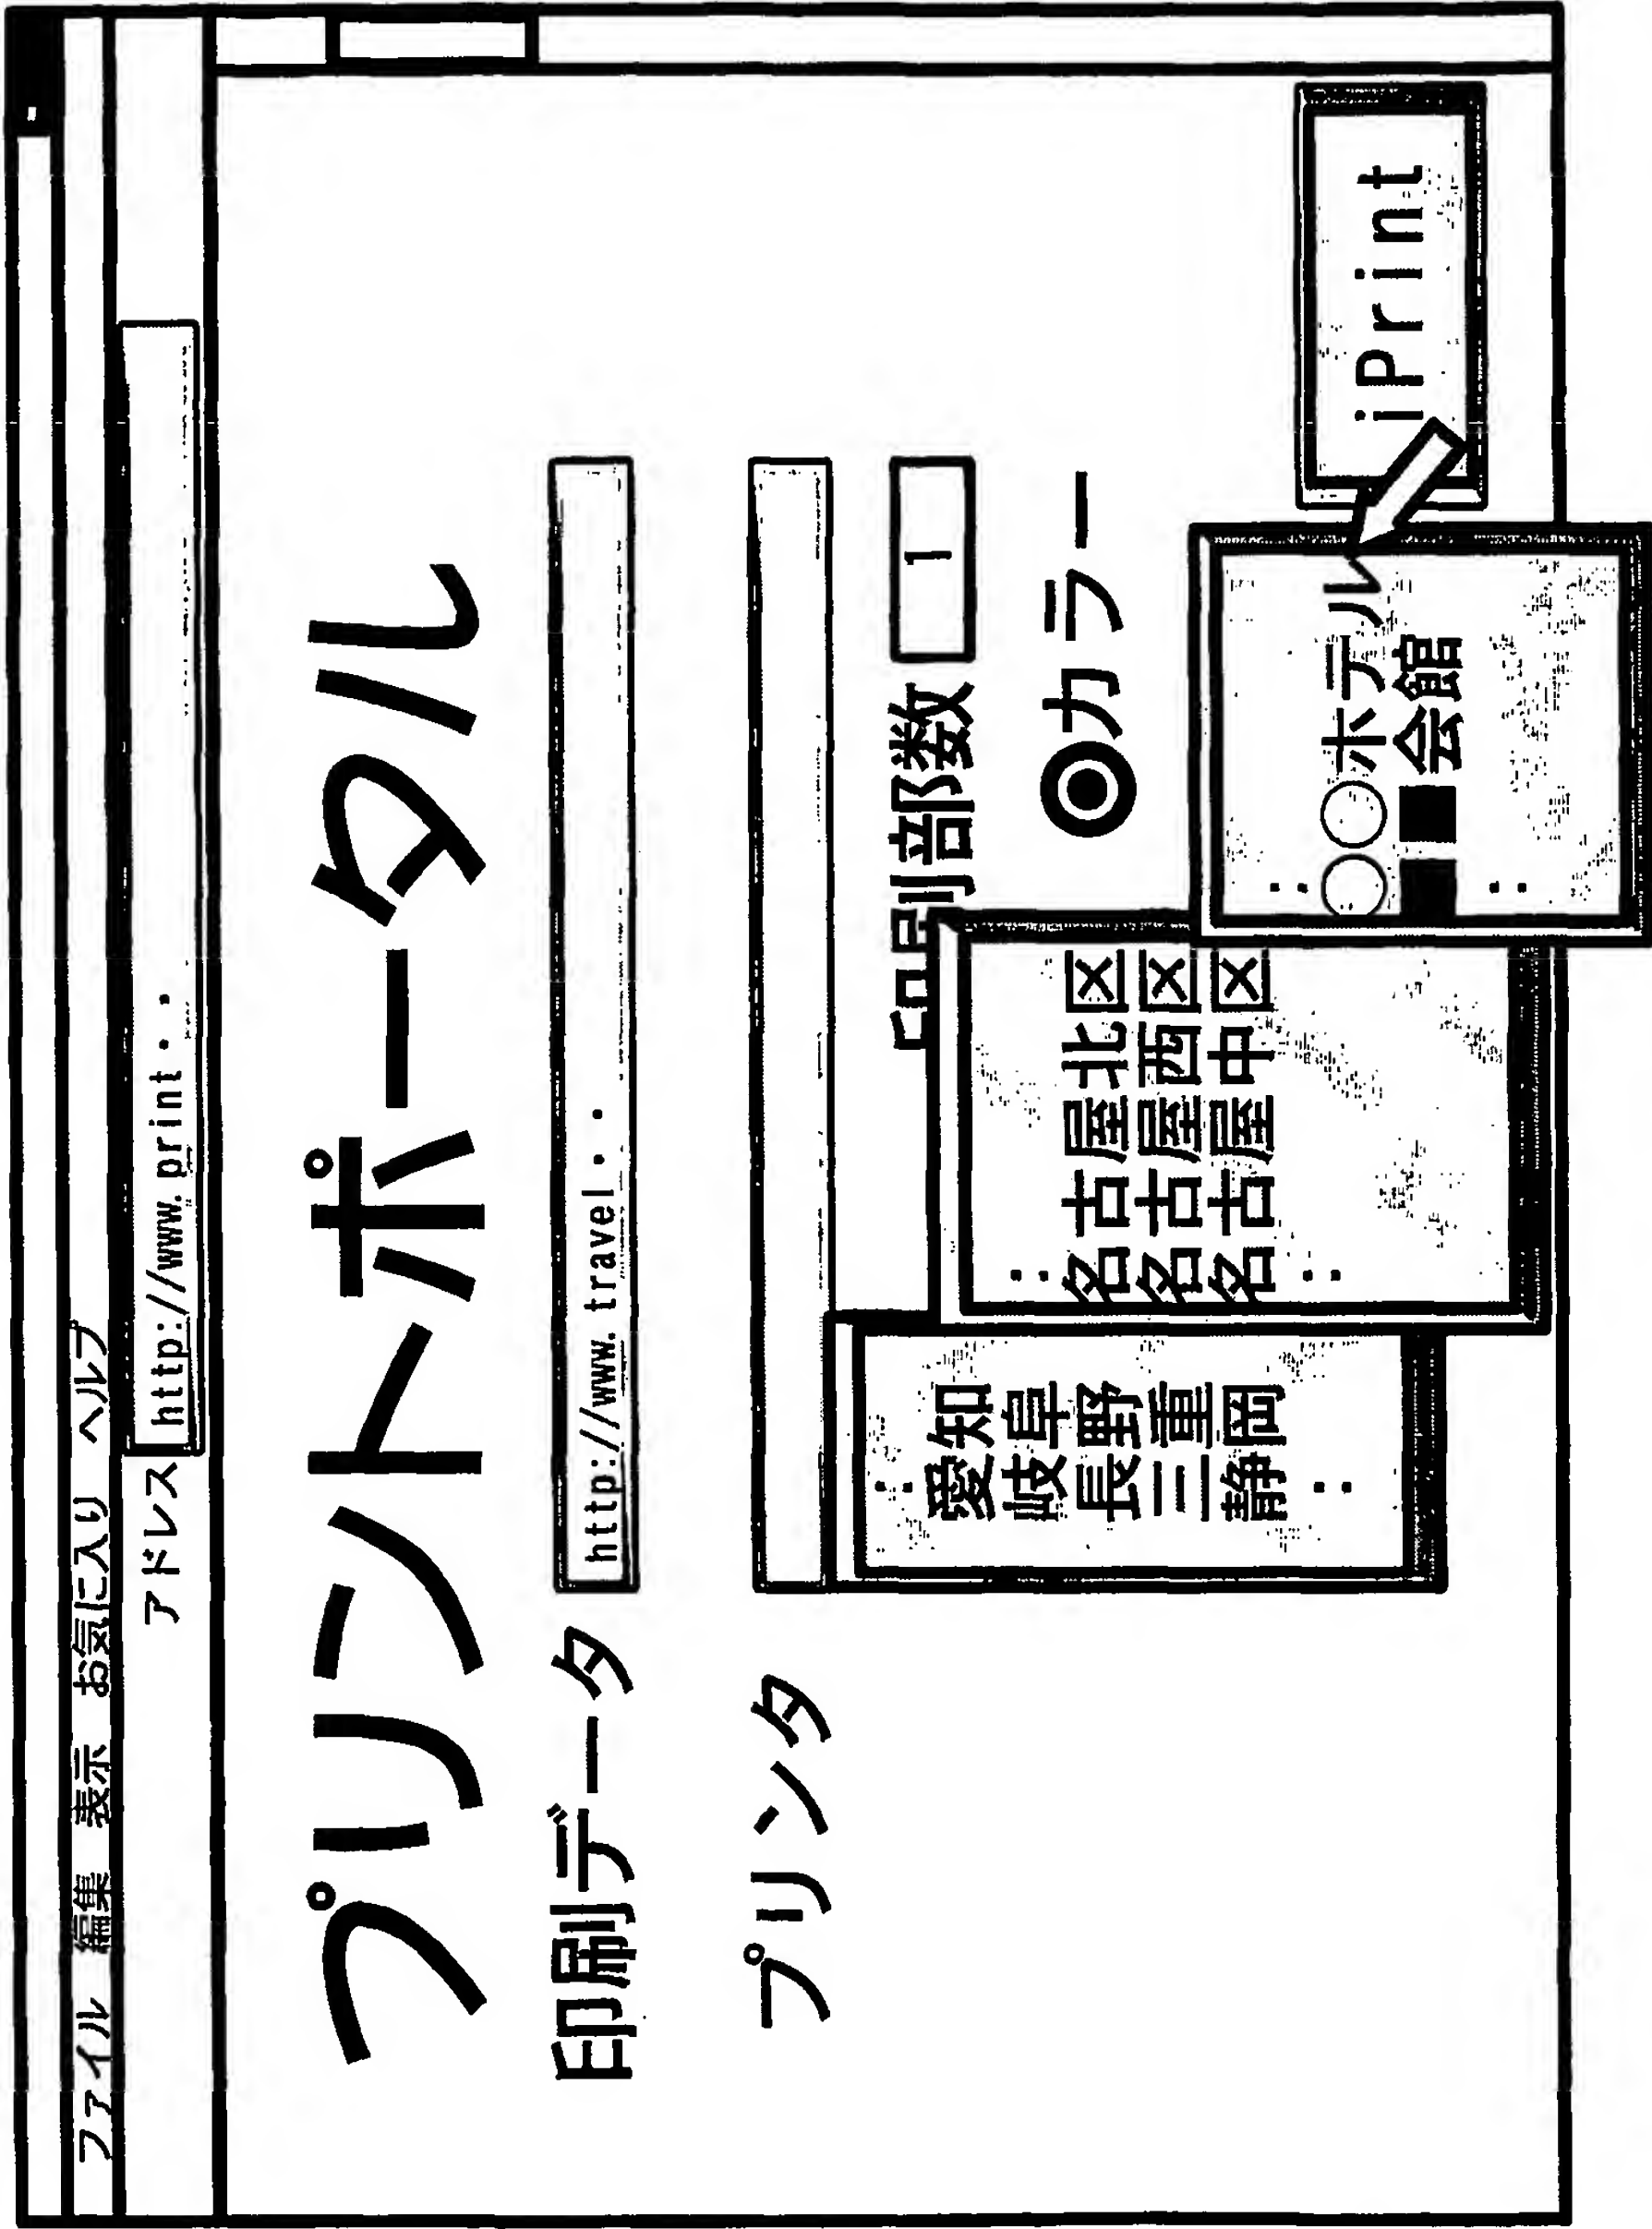 ファイル 編集 表示 お気に入り ヘルプ
アドレス http://www.print・・
プリントポータル
印刷データ http://www.travel・・
プリンタ
印刷部数 1
◎カラー
:
愛知
岐阜
長野
三重
静岡
:
:
名古屋北区
名古屋西区
名古屋中区
:
:
○○ホテル
■■会館
:
iPrint